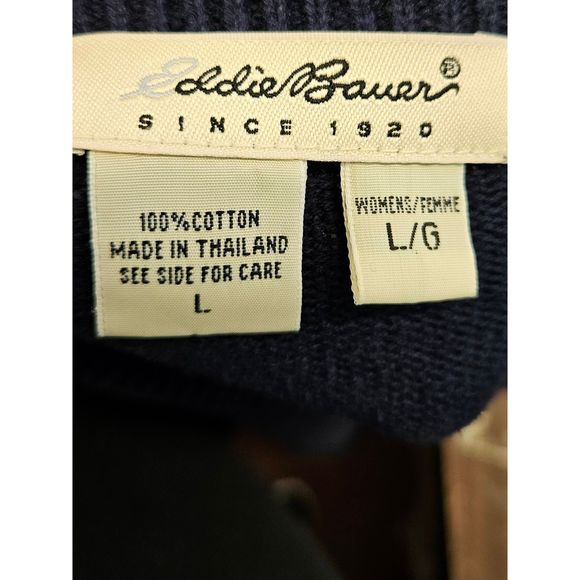 Eddie Bauer®
SINCE 1920
100%COTTON
MADE IN THAILAND
SEE SIDE FOR CARE
L
WOMENS/FEMME
L/G